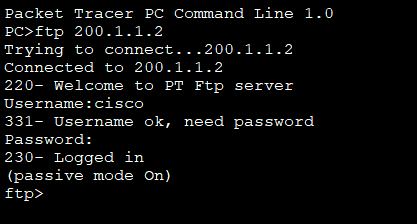 Packet Tracer PC Command Line 1.0
PC>ftp 200.1.1.2
Trying to connect...200.1.1.2
Connected to 200.1.1.2
220- Welcome to PT Ftp server
Username:cisco
331- Username ok, need password
Password:
230- Logged in
(passive mode On)
ftp>